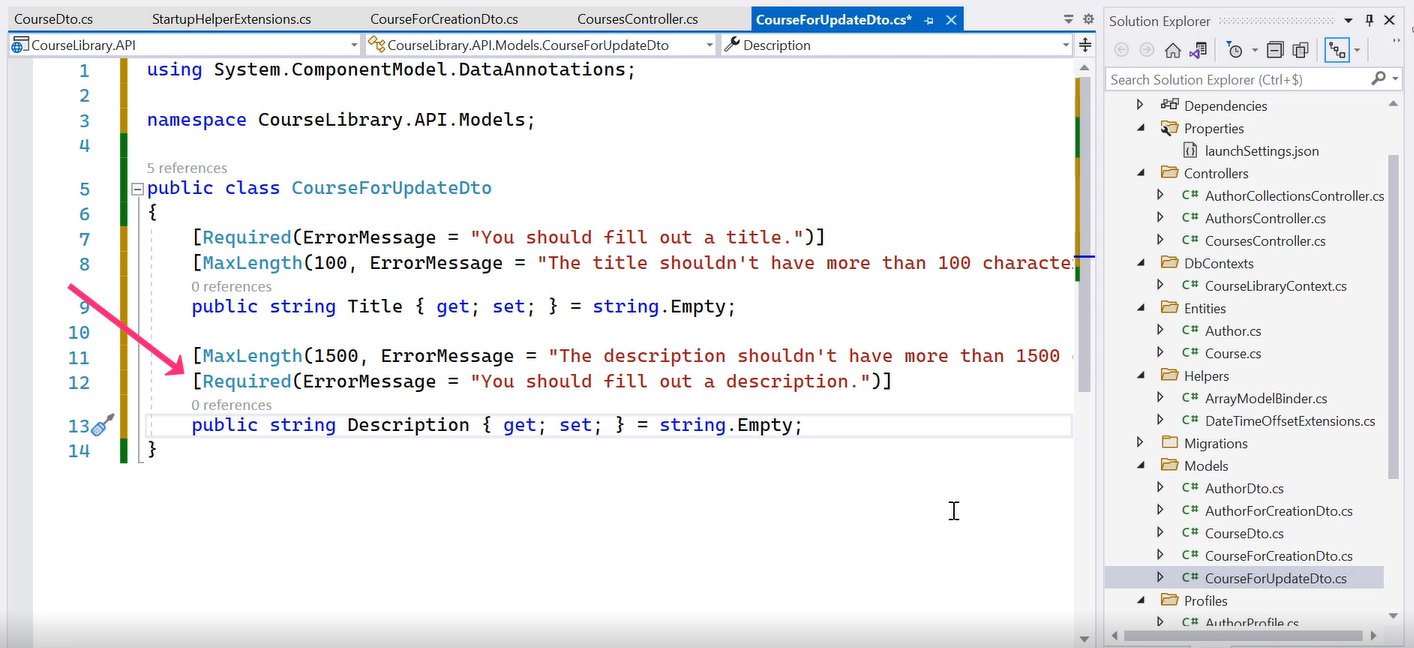 CourseDto.cs StartupHelperExtensions.cs CourseForCreationDto.cs CoursesController.cs CourseForUpdateDto.cs*
CourseLibrary.API CourseLibrary.API.Models.CourseForUpdateDto Description
1 using System.ComponentModel.DataAnnotations;
2
3 namespace CourseLibrary.API.Models;
4
5 references
5 public class CourseForUpdateDto
6 {
7 [Required(ErrorMessage = "You should fill out a title.")]
8 [MaxLength(100, ErrorMessage = "The title shouldn't have more than 100 characte
0 references
9 public string Title { get; set; } = string.Empty;
10
11 [MaxLength(1500, ErrorMessage = "The description shouldn't have more than 1500
12 [Required(ErrorMessage = "You should fill out a description.")]
0 references
13 public string Description { get; set; } = string.Empty;
14 }
Solution Explorer
Search Solution Explorer (Ctrl+$)
Dependencies
Properties
launchSettings.json
Controllers
C# AuthorCollectionsController.cs
C# AuthorsController.cs
C# CoursesController.cs
DbContexts
C# CourseLibraryContext.cs
Entities
C# Author.cs
C# Course.cs
Helpers
C# ArrayModelBinder.cs
C# DateTimeOffsetExtensions.cs
Migrations
Models
C# AuthorDto.cs
C# AuthorForCreationDto.cs
C# CourseDto.cs
C# CourseForCreationDto.cs
C# CourseForUpdateDto.cs
Profiles
C# AuthorProfile.cs